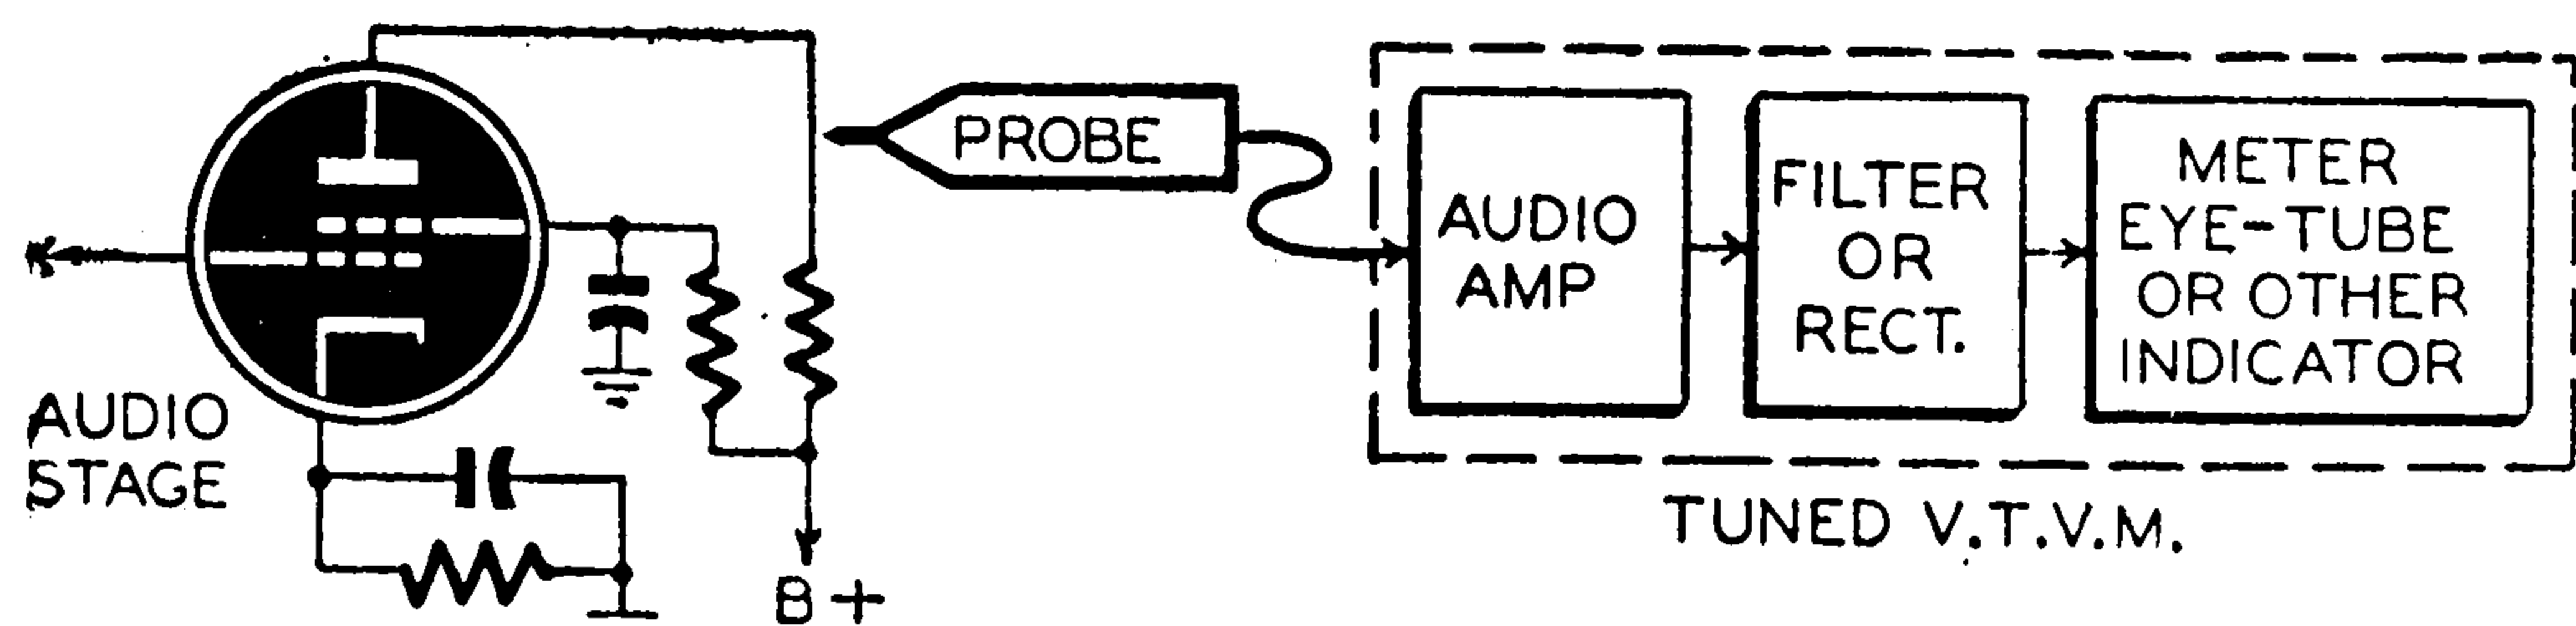 AUDIO
STAGE
B+
PROBE
AUDIO
AMP
FILTER
OR
RECT.
METER
EYE-TUBE
OR OTHER
INDICATOR
TUNED V.T.V.M.